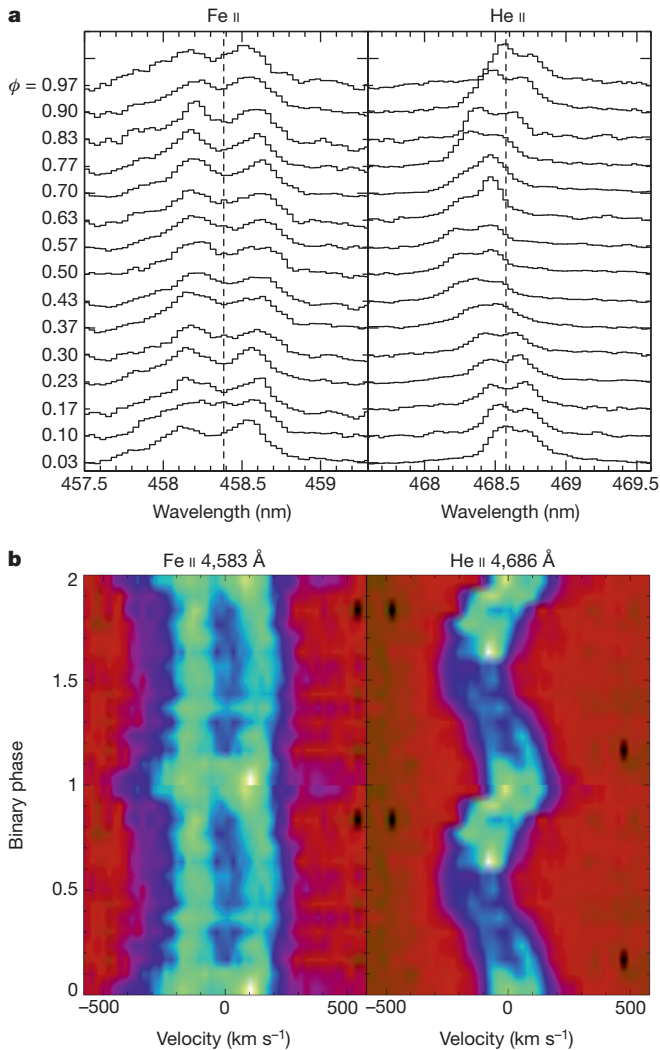 a
Fe II
He II
ϕ = 0.97
0.90
0.83
0.77
0.70
0.63
0.57
0.50
0.43
0.37
0.30
0.23
0.17
0.10
0.03
457.5 458 458.5 459
468 468.5 469 469.5
Wavelength (nm)
Wavelength (nm)
b
Fe II 4,583 Å
He II 4,686 Å
Binary phase
2
1.5
1
0.5
0
−500 0 500
−500 0 500
Velocity (km s⁻¹)
Velocity (km s⁻¹)